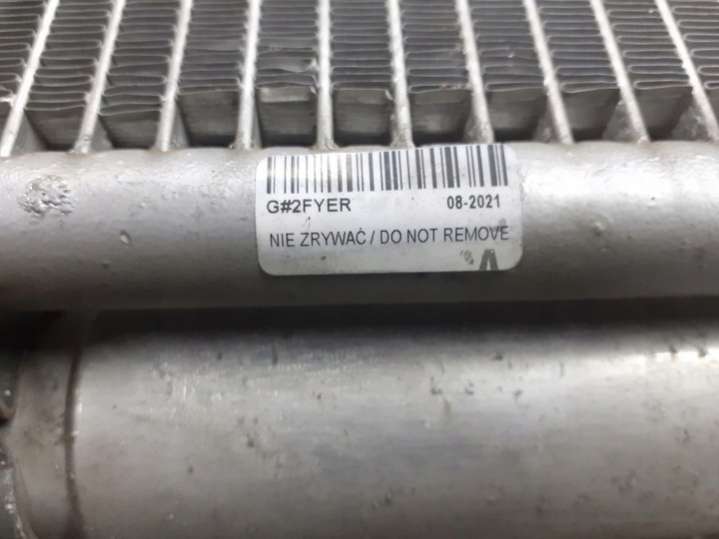 G#2FYER 08-2021
NIE ZRYWAĆ / DO NOT REMOVE